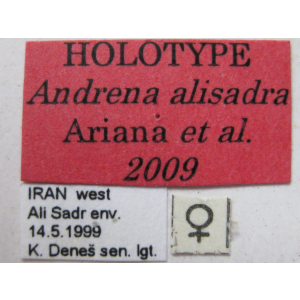 HOLOTYPE
Andrena alisadra
Ariana et al.
2009
IRAN west
Ali Sadr env.
14.5.1999
K. Deneš sen. lgt.
♀